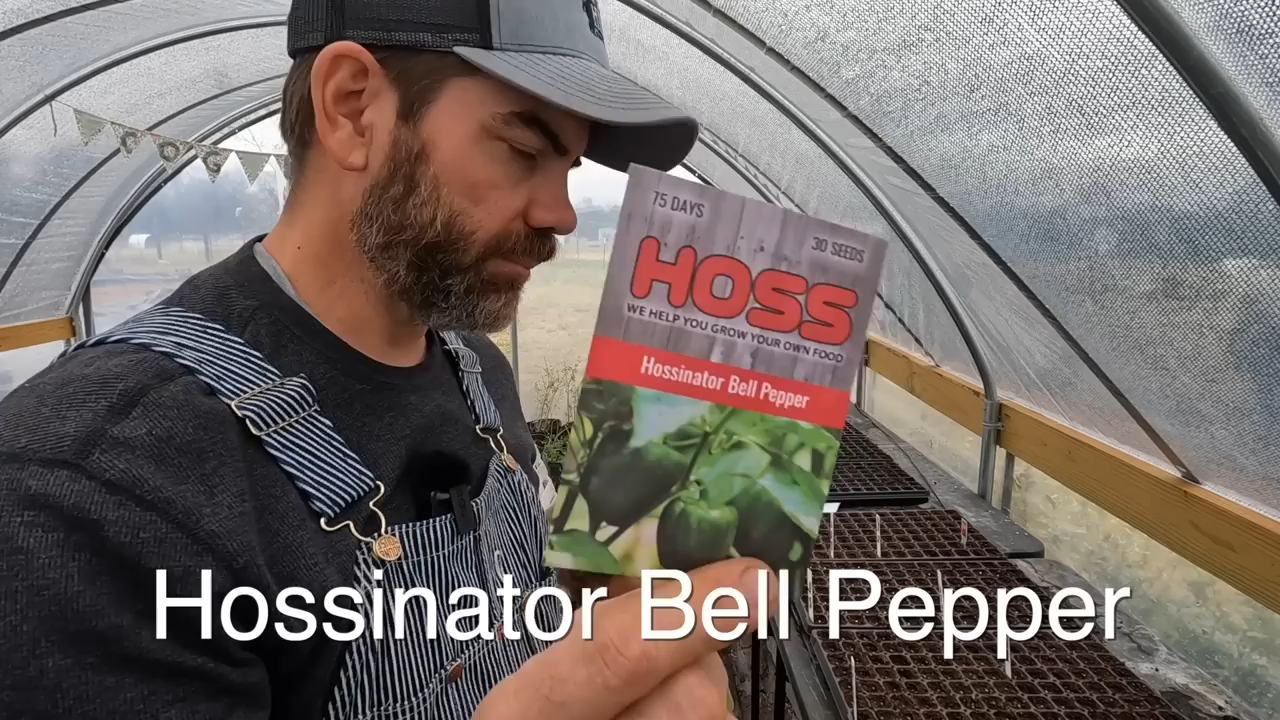 75 DAYS
30 SEEDS
HOSS
WE HELP YOU GROW YOUR OWN FOOD
Hossinator Bell Pepper
Hossinator Bell Pepper